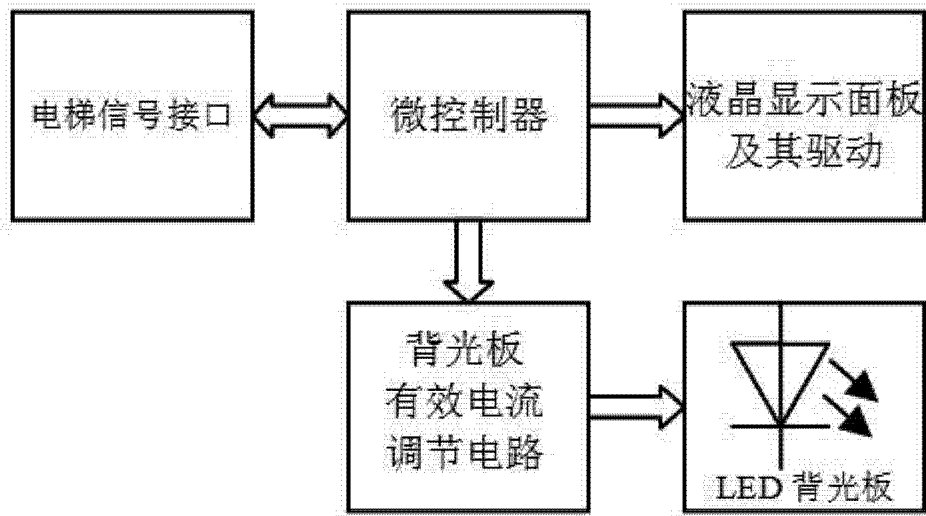 电梯信号接口
微控制器
液晶显示面板
及其驱动
背光板
有效电流
调节电路
LED 背光板